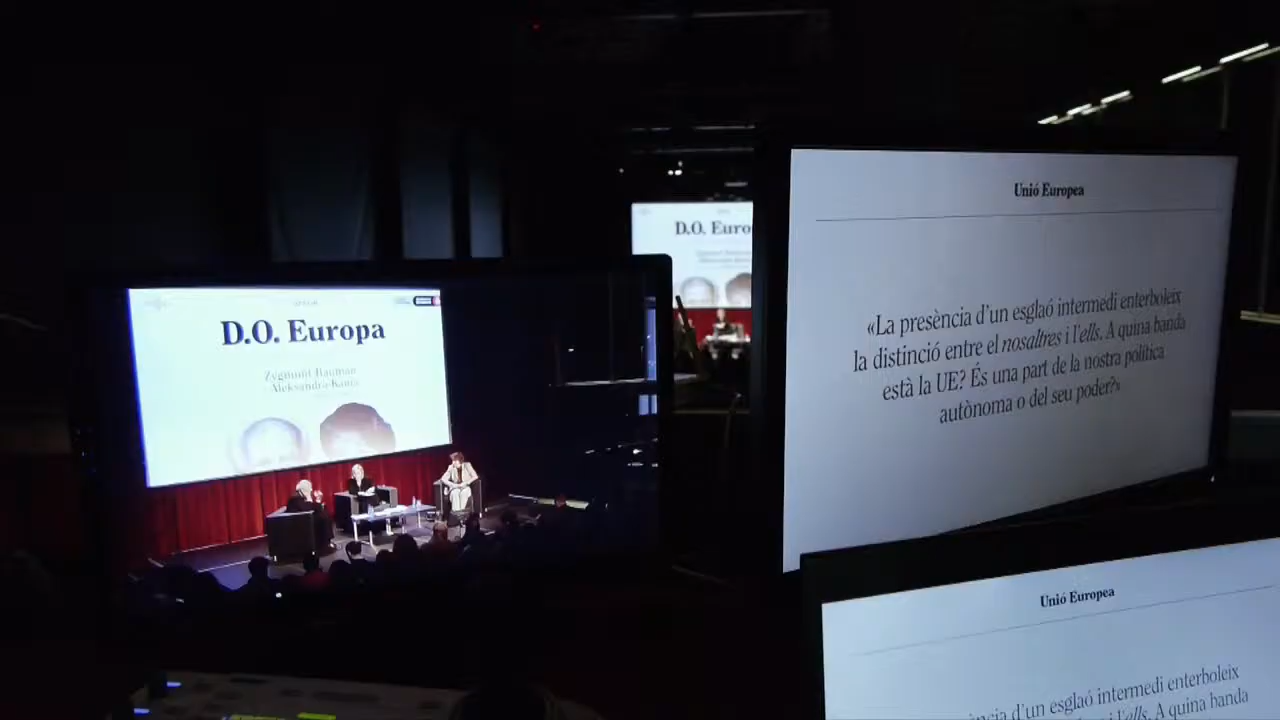 D.O. Europa
Zygmunt Bauman
Aleksandra Kania
D.O. Euro
Unió Europea
«La presència d'un esglaó intermedi enterboleix
la distinció entre el nosaltres i l'ells. A quina banda
està la UE? És una part de la nostra política
autònoma o del seu poder?»
Unió Europea
d'un esglaó intermedi enterboleix
i l'ells. A quina banda